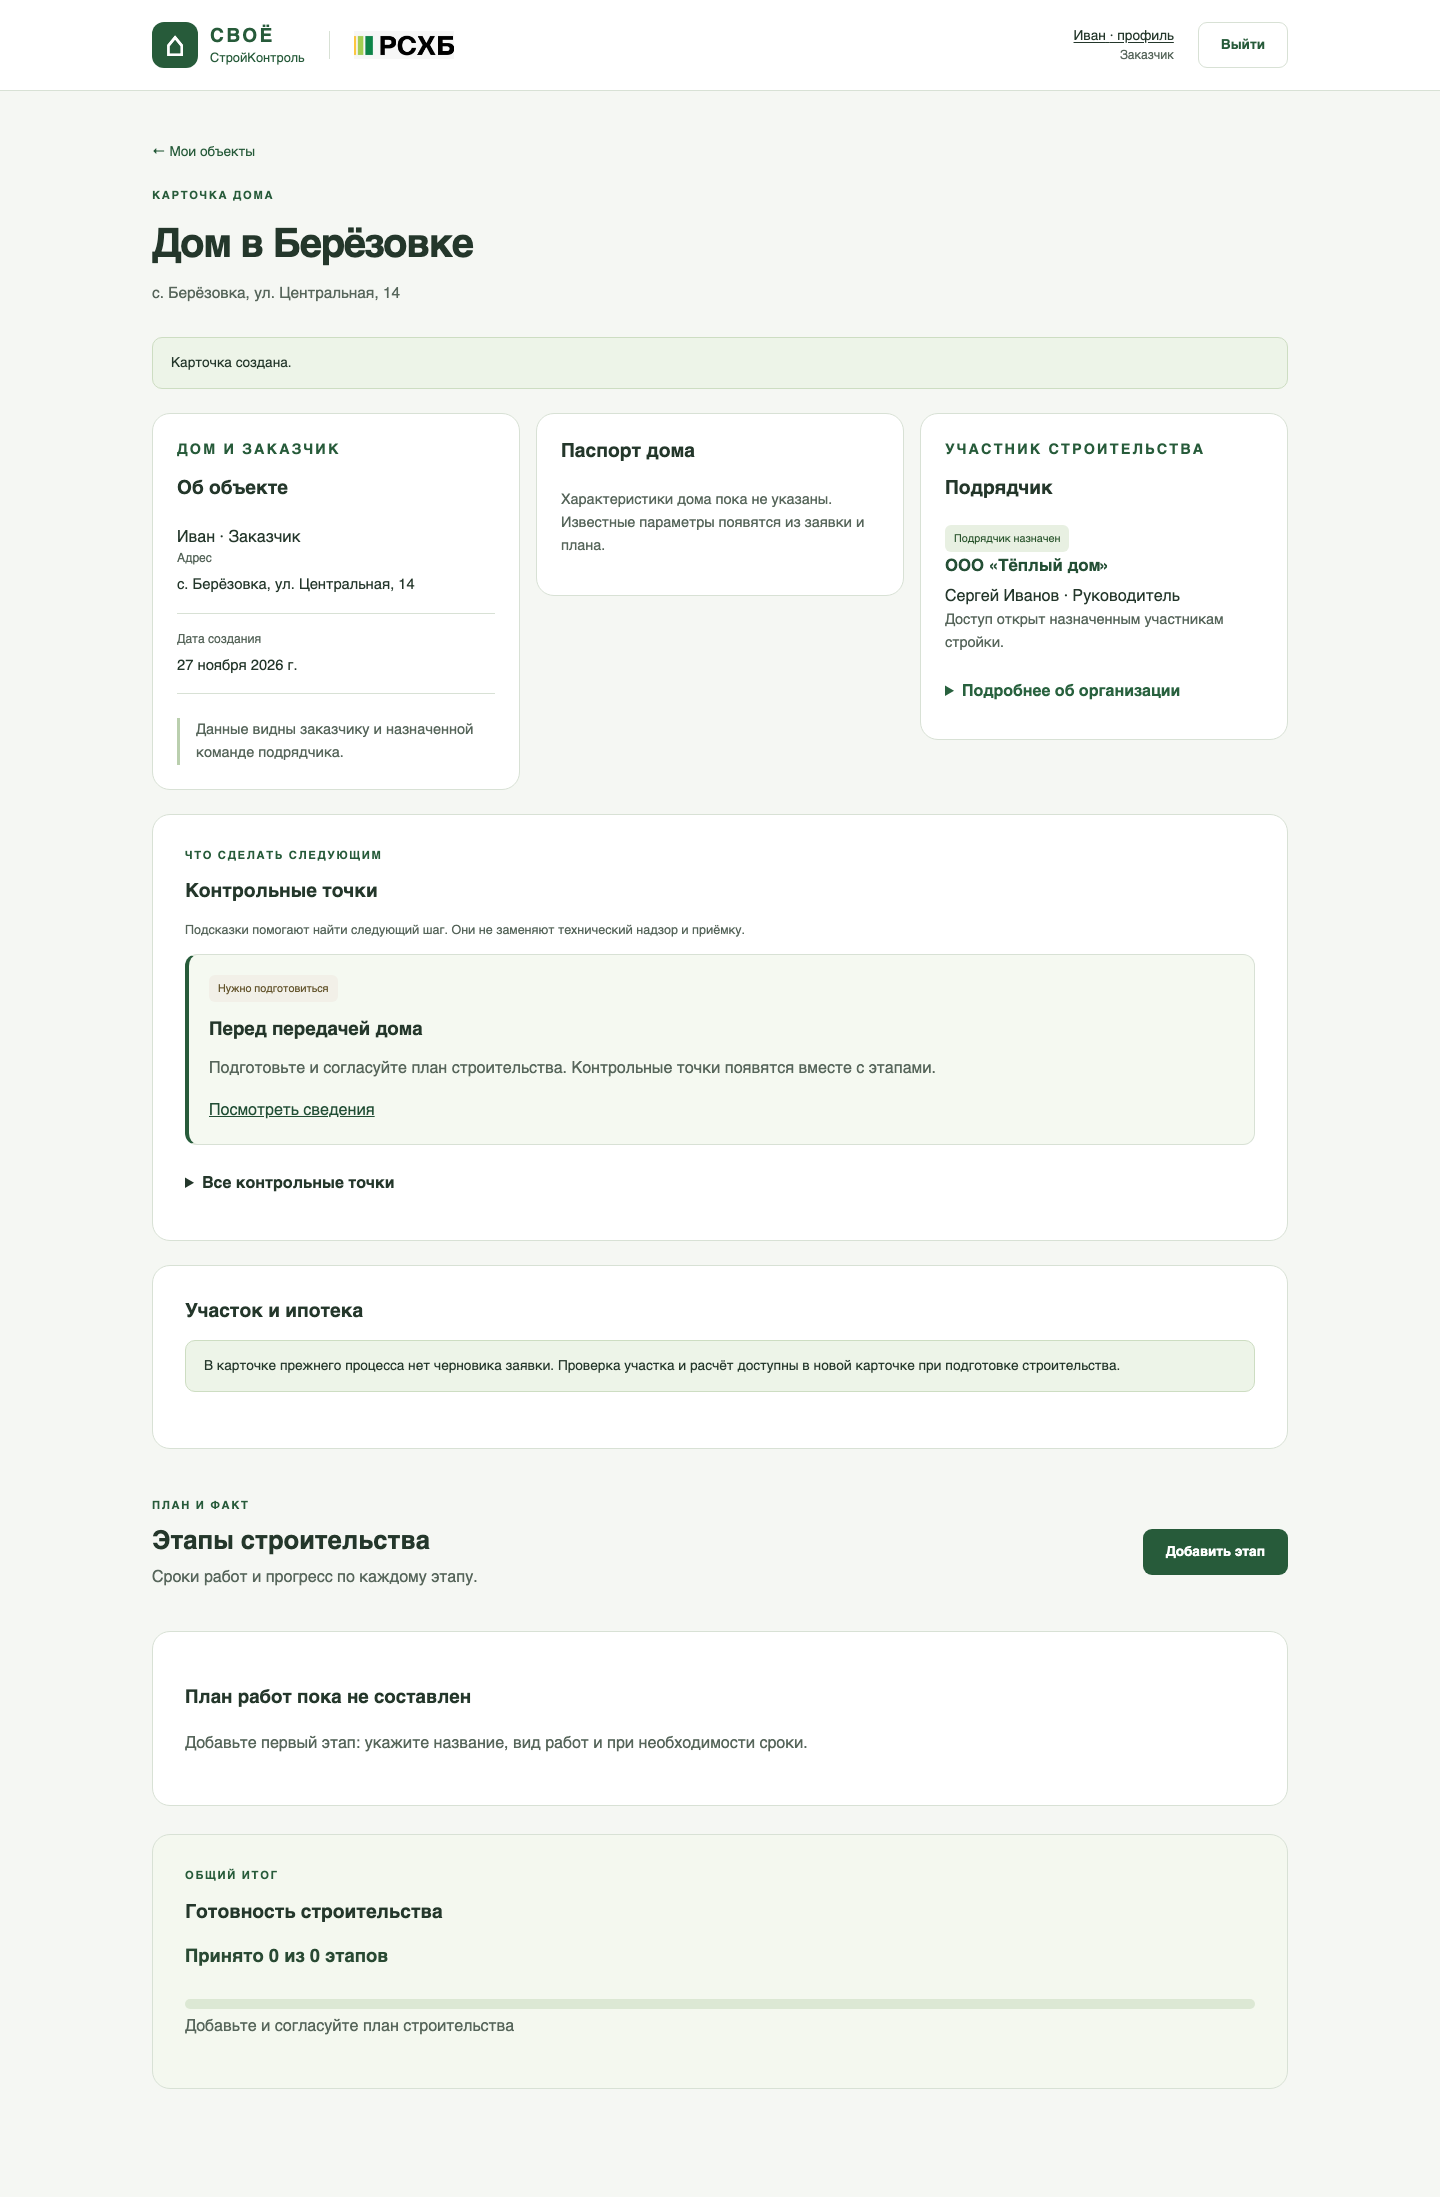 СВОЁ
СтройКонтроль
РСХБ
Иван · профиль
Заказчик
Выйти
← Мои объекты
КАРТОЧКА ДОМА
Дом в Берёзовке
с. Берёзовка, ул. Центральная, 14
Карточка создана.
ДОМ И ЗАКАЗЧИК
Об объекте
Иван · Заказчик
Адрес
с. Берёзовка, ул. Центральная, 14
Дата создания
27 ноября 2026 г.
Данные видны заказчику и назначенной
команде подрядчика.
Паспорт дома
Характеристики дома пока не указаны.
Известные параметры появятся из заявки и
плана.
УЧАСТНИК СТРОИТЕЛЬСТВА
Подрядчик
Подрядчик назначен
ООО «Тёплый дом»
Сергей Иванов · Руководитель
Доступ открыт назначенным участникам
стройки.
▶ Подробнее об организации
ЧТО СДЕЛАТЬ СЛЕДУЮЩИМ
Контрольные точки
Подсказки помогают найти следующий шаг. Они не заменяют технический надзор и приёмку.
Нужно подготовиться
Перед передачей дома
Подготовьте и согласуйте план строительства. Контрольные точки появятся вместе с этапами.
Посмотреть сведения
▶ Все контрольные точки
Участок и ипотека
В карточке прежнего процесса нет черновика заявки. Проверка участка и расчёт доступны в новой карточке при подготовке строительства.
ПЛАН И ФАКТ
Этапы строительства
Сроки работ и прогресс по каждому этапу.
Добавить этап
План работ пока не составлен
Добавьте первый этап: укажите название, вид работ и при необходимости сроки.
ОБЩИЙ ИТОГ
Готовность строительства
Принято 0 из 0 этапов
Добавьте и согласуйте план строительства